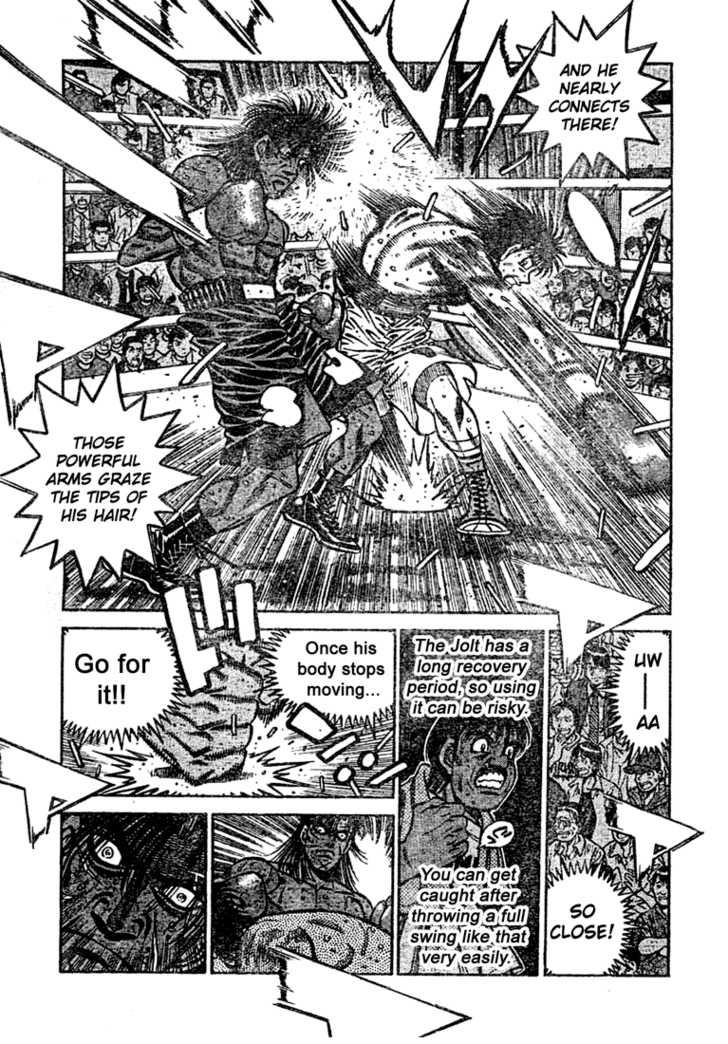 AND HE
NEARLY
CONNECTS
THERE!
THOSE
POWERFUL
ARMS GRAZE
THE TIPS OF
HIS HAIR!
UW
—
AA
SO
CLOSE!
The Jolt has a
long recovery
period, so using
it can be risky.
You can get
caught after
throwing a full
swing like that
very easily.
Once his
body stops
moving...
Go for
it!!